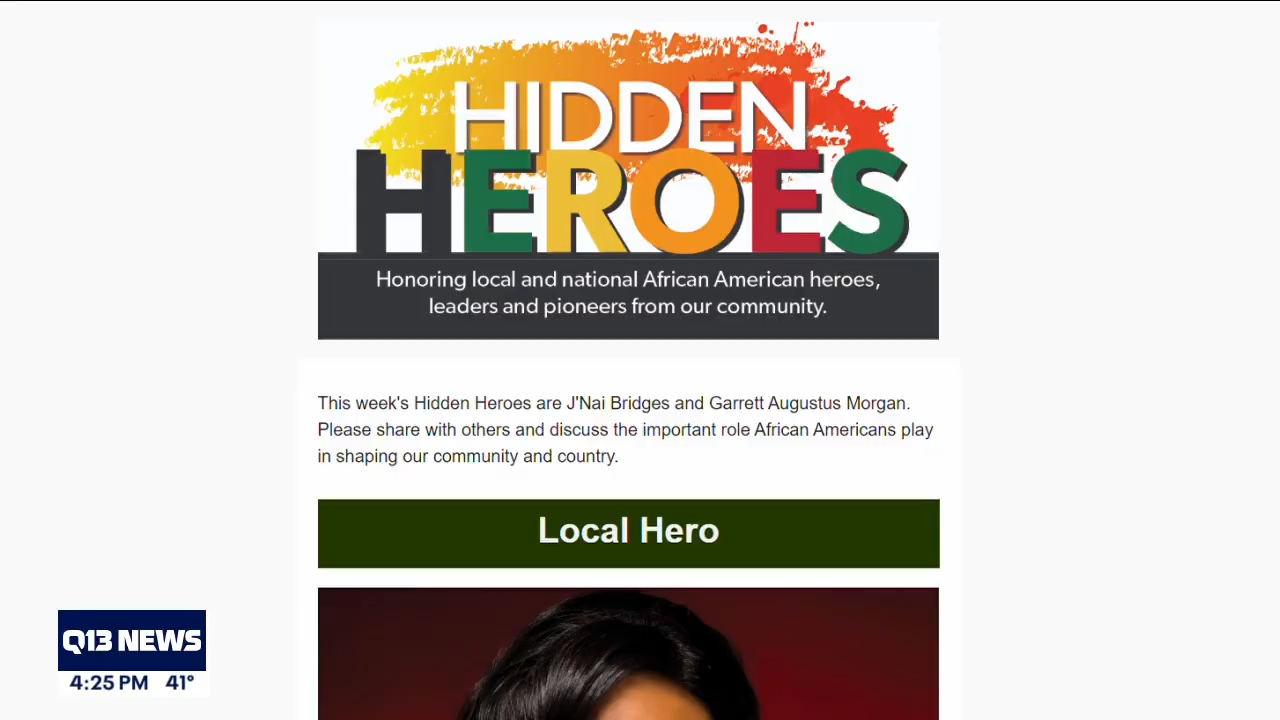 HIDDEN
HEROES
Honoring local and national African American heroes,
leaders and pioneers from our community.
This week's Hidden Heroes are J'Nai Bridges and Garrett Augustus Morgan.
Please share with others and discuss the important role African Americans play
in shaping our community and country.
Local Hero
Q13 NEWS
4:25 PM 41°